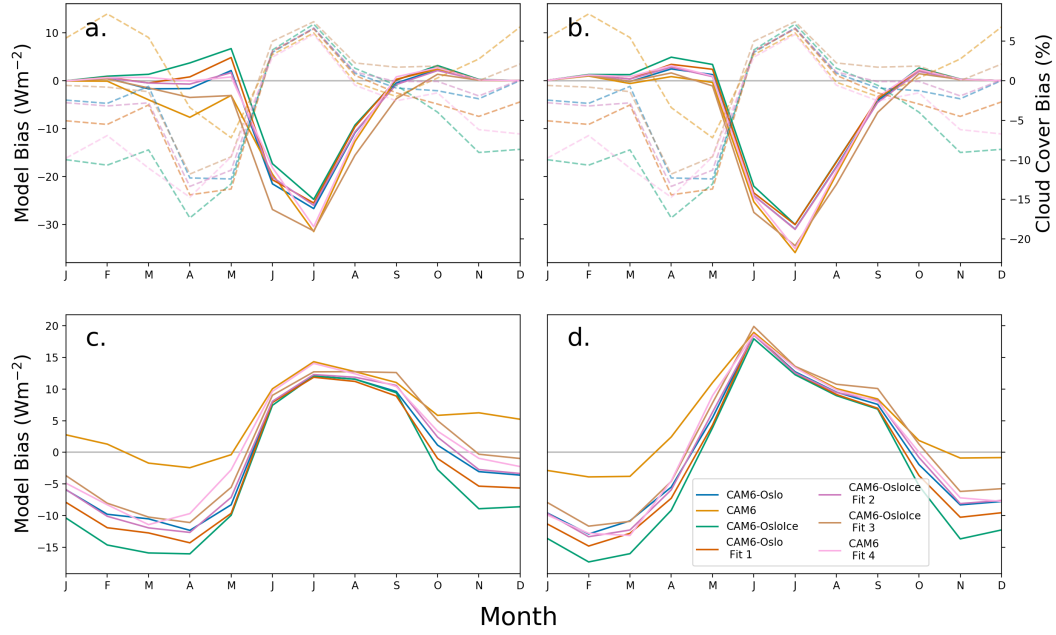 a.
b.
10
0
−10
−20
−30
Model Bias (Wm−2)
J F M A M J J A S O N D
J F M A M J J A S O N D
5
0
−5
−10
−15
−20
Cloud Cover Bias (%)
c.
d.
20
15
10
5
0
−5
−10
−15
Model Bias (Wm−2)
CAM6-Oslo
CAM6
CAM6-OsloIce
CAM6-Oslo
Fit 1
CAM6-OsloIce
Fit 2
CAM6-OsloIce
Fit 3
CAM6
Fit 4
J F M A M J J A S O N D
J F M A M J J A S O N D
Month